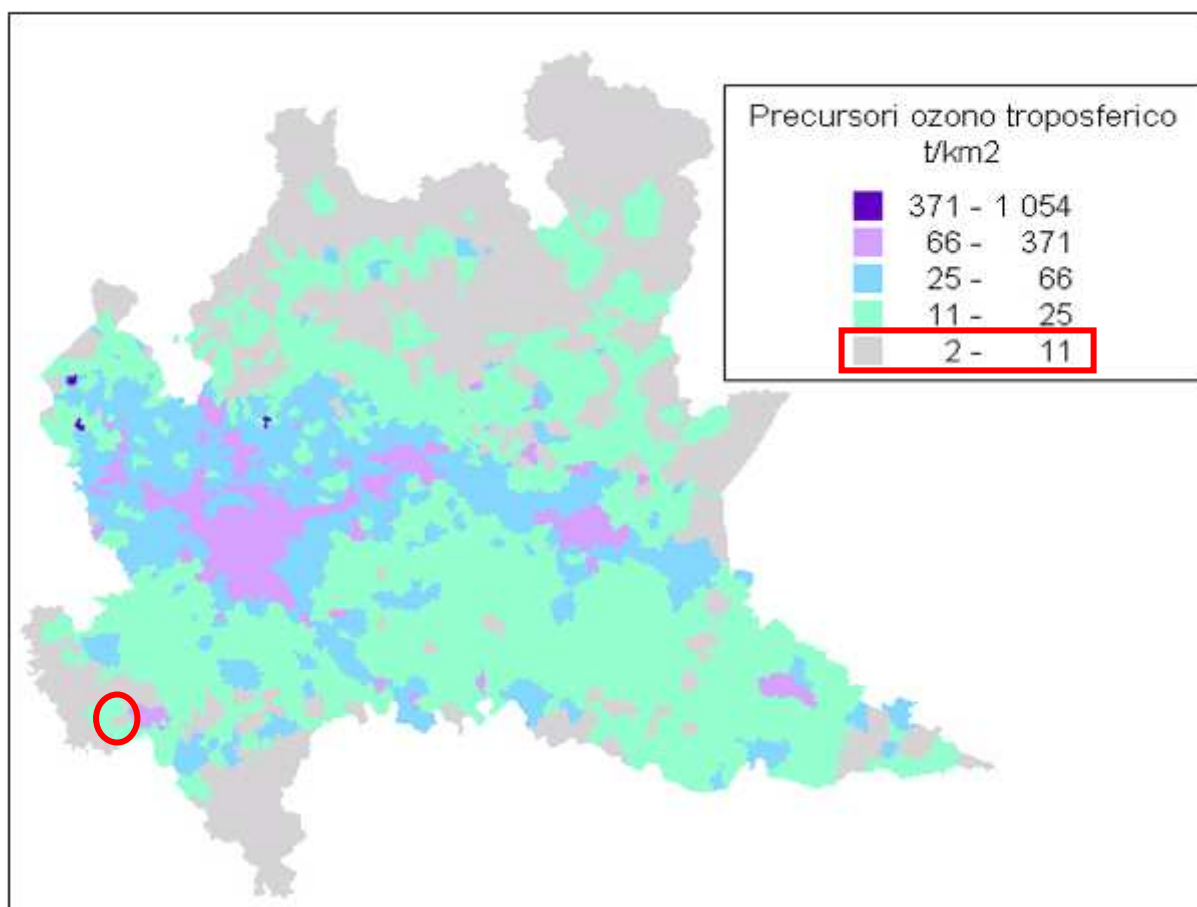 Precursori ozono troposferico
t/km2
371 - 1 054
66 - 371
25 - 66
11 - 25
2 - 11